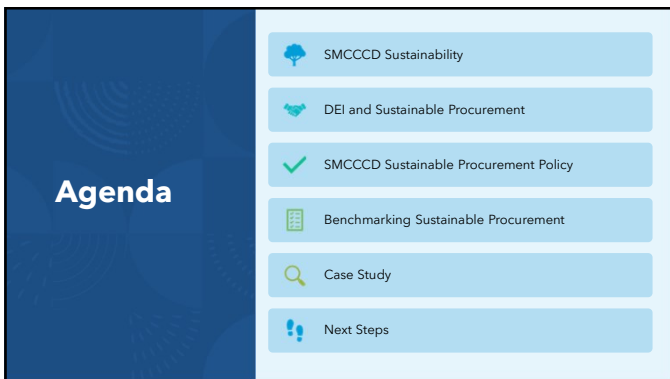 Agenda
SMCCCD Sustainability
DEI and Sustainable Procurement
SMCCCD Sustainable Procurement Policy
Benchmarking Sustainable Procurement
Case Study
Next Steps